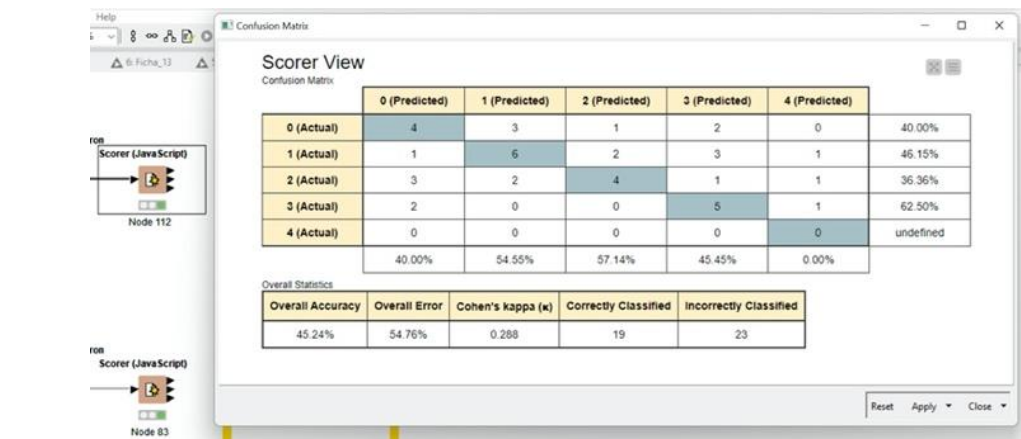 Help
Confusion Matrix
6: Ficha_13
Scorer View
Confusion Matrix
0 (Predicted) 1 (Predicted) 2 (Predicted) 3 (Predicted) 4 (Predicted)
0 (Actual) 4 3 1 2 0 40.00%
1 (Actual) 1 6 2 3 1 46.15%
2 (Actual) 3 2 4 1 1 36.36%
3 (Actual) 2 0 0 5 1 62.50%
4 (Actual) 0 0 0 0 0 undefined
40.00% 54.55% 57.14% 45.45% 0.00%
Overall Statistics
Overall Accuracy Overall Error Cohen's kappa (κ) Correctly Classified Incorrectly Classified
45.24% 54.76% 0.288 19 23
ron
Scorer (JavaScript)
Node 112
ron
Scorer (JavaScript)
Node 83
Reset Apply Close